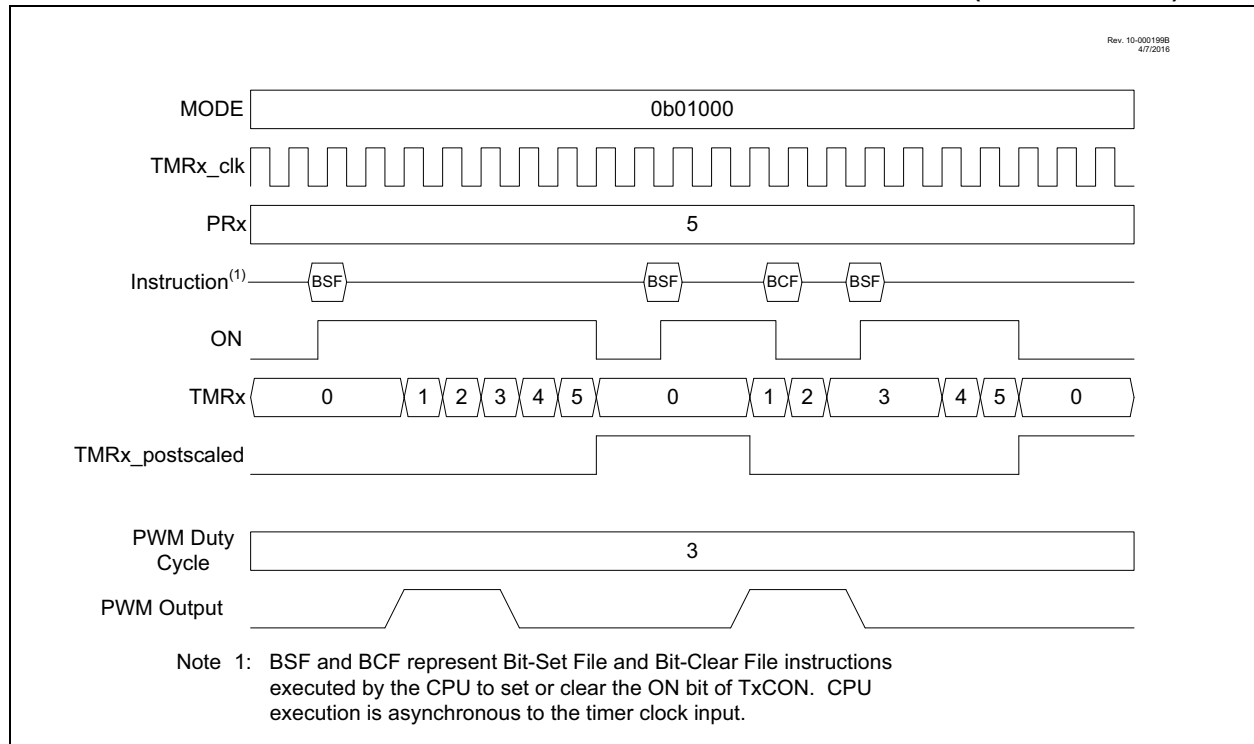 Rev. 10-000199B
4/7/2016
MODE 0b01000
TMRx_clk
PRx 5
Instruction(1) BSF BSF BCF BSF
ON
TMRx 0 1 2 3 4 5 0 1 2 3 4 5 0
TMRx_postscaled
PWM Duty
Cycle 3
PWM Output
Note 1: BSF and BCF represent Bit-Set File and Bit-Clear File instructions
executed by the CPU to set or clear the ON bit of TxCON. CPU
execution is asynchronous to the timer clock input.